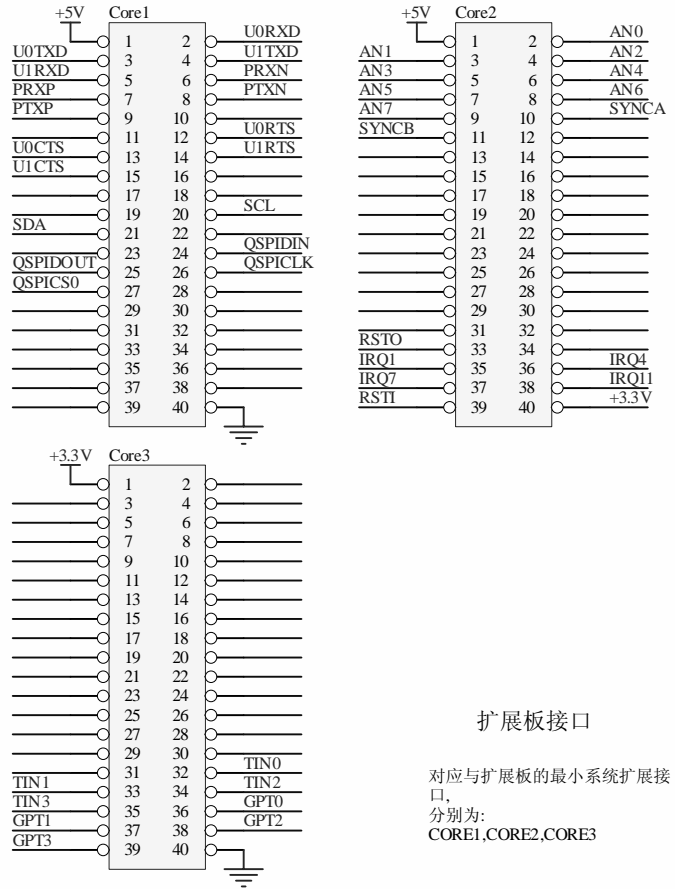 +5V Core1
1 2 U0RXD
U0TXD 3 4 U1TXD
U1RXD 5 6 PRXN
PRXP 7 8 PTXN
PTXP 9 10
11 12 U0RTS
U0CTS 13 14 U1RTS
U1CTS 15 16
17 18
19 20 SCL
SDA 21 22
23 24 QSPIDIN
QSPIDOUT 25 26 QSPICLK
QSPICS0 27 28
29 30
31 32
33 34
35 36
37 38
39 40
+5V Core2
1 2 AN0
AN1 3 4 AN2
AN3 5 6 AN4
AN5 7 8 AN6
AN7 9 10 SYNCA
SYNCB 11 12
13 14
15 16
17 18
19 20
21 22
23 24
25 26
27 28
29 30
31 32
RSTO 33 34
IRQ1 35 36 IRQ4
IRQ7 37 38 IRQ11
RSTI 39 40 +3.3V
+3.3V Core3
1 2
3 4
5 6
7 8
9 10
11 12
13 14
15 16
17 18
19 20
21 22
23 24
25 26
27 28
29 30
31 32 TIN0
TIN1 33 34 TIN2
TIN3 35 36 GPT0
GPT1 37 38 GPT2
GPT3 39 40
扩展板接口
对应与扩展板的最小系统扩展接
口,
分别为:
CORE1,CORE2,CORE3